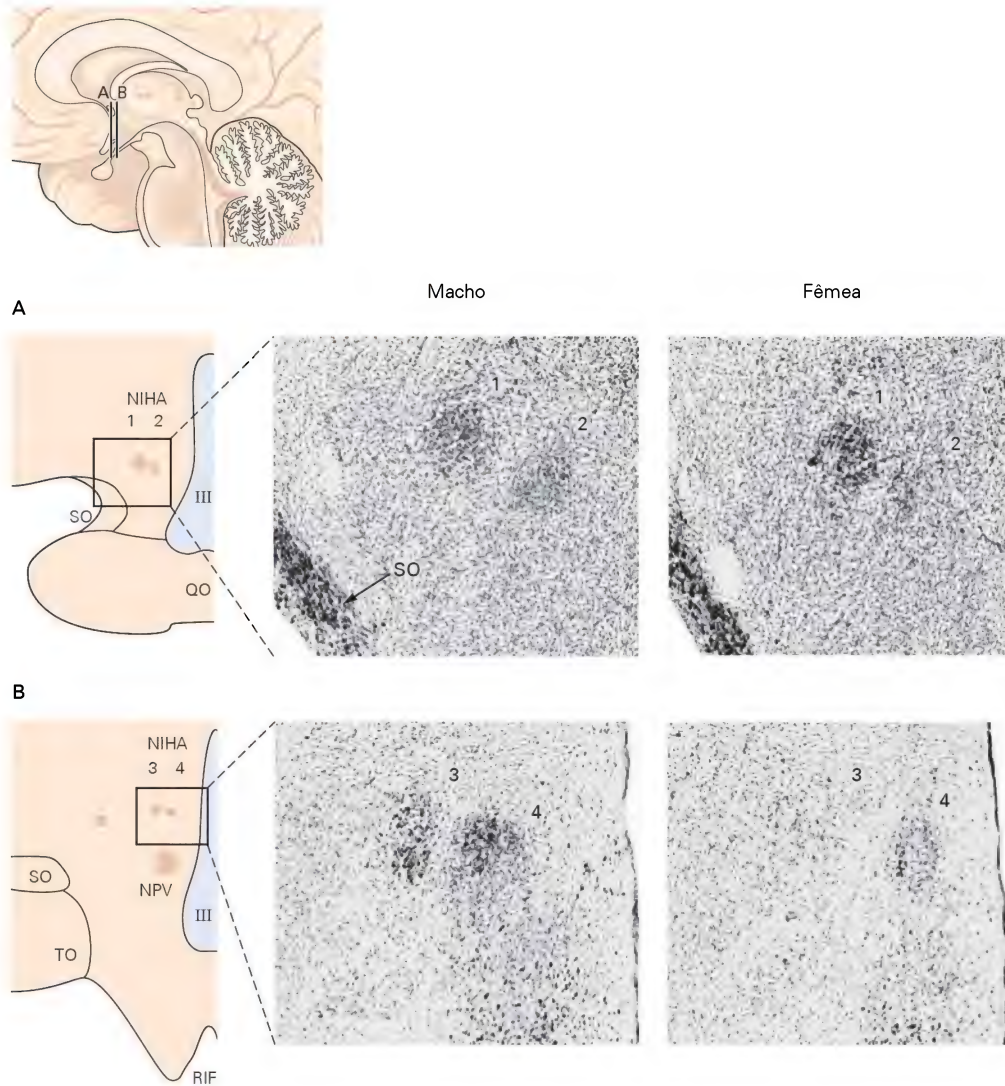 A B
Macho Fêmea
A
NIHA
1 2
SO
III
QO
1
2
SO
1
2
B
NIHA
3 4
SO
NPV
III
TO
RIF
3
4
3
4